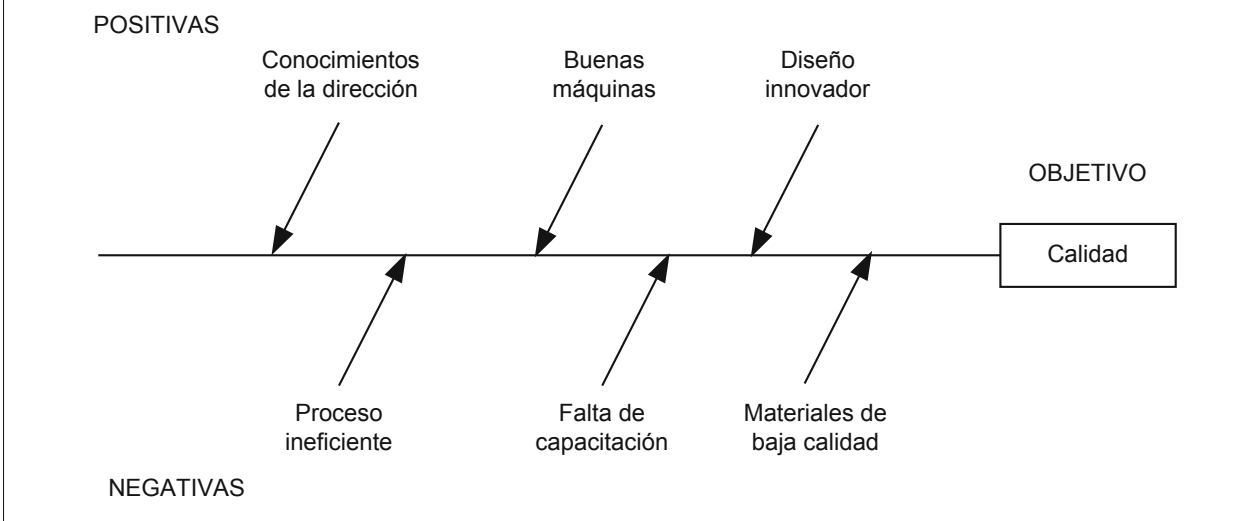 POSITIVAS
Conocimientos
de la dirección
Buenas
máquinas
Diseño
innovador
OBJETIVO
Calidad
Proceso
ineficiente
Falta de
capacitación
Materiales de
baja calidad
NEGATIVAS